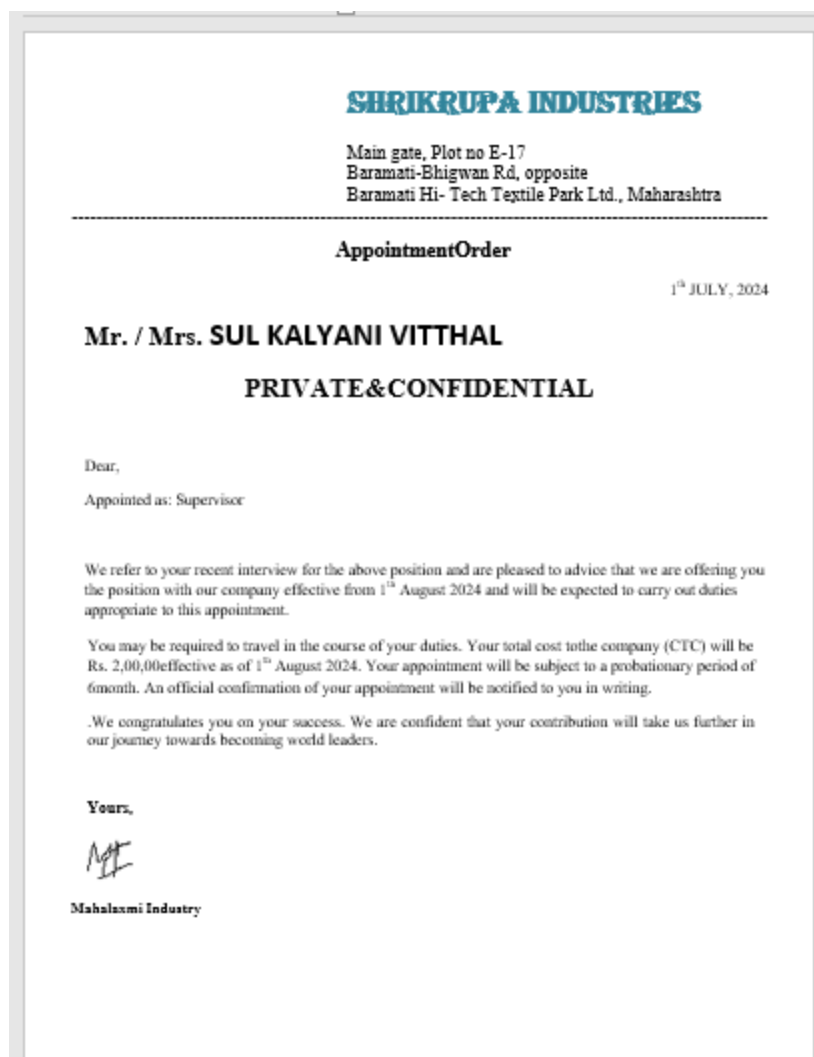 SHRIKRUPA INDUSTRIES
Main gate, Plot no E-17
Baramati-Bhigwan Rd, opposite
Baramati Hi- Tech Textile Park Ltd., Maharashtra
AppointmentOrder
1th JULY, 2024
Mr. / Mrs. SUL KALYANI VITTHAL
PRIVATE&CONFIDENTIAL
Dear,
Appointed as: Supervisor
We refer to your recent interview for the above position and are pleased to advice that we are offering you
the position with our company effective from 1th August 2024 and will be expected to carry out duties
appropriate to this appointment.
You may be required to travel in the course of your duties. Your total cost tothe company (CTC) will be
Rs. 2,00,00effective as of 1th August 2024. Your appointment will be subject to a probationary period of
6month. An official confirmation of your appointment will be notified to you in writing.
.We congratulates you on your success. We are confident that your contribution will take us further in
our journey towards becoming world leaders.
Yours,
Mahalaxmi Industry